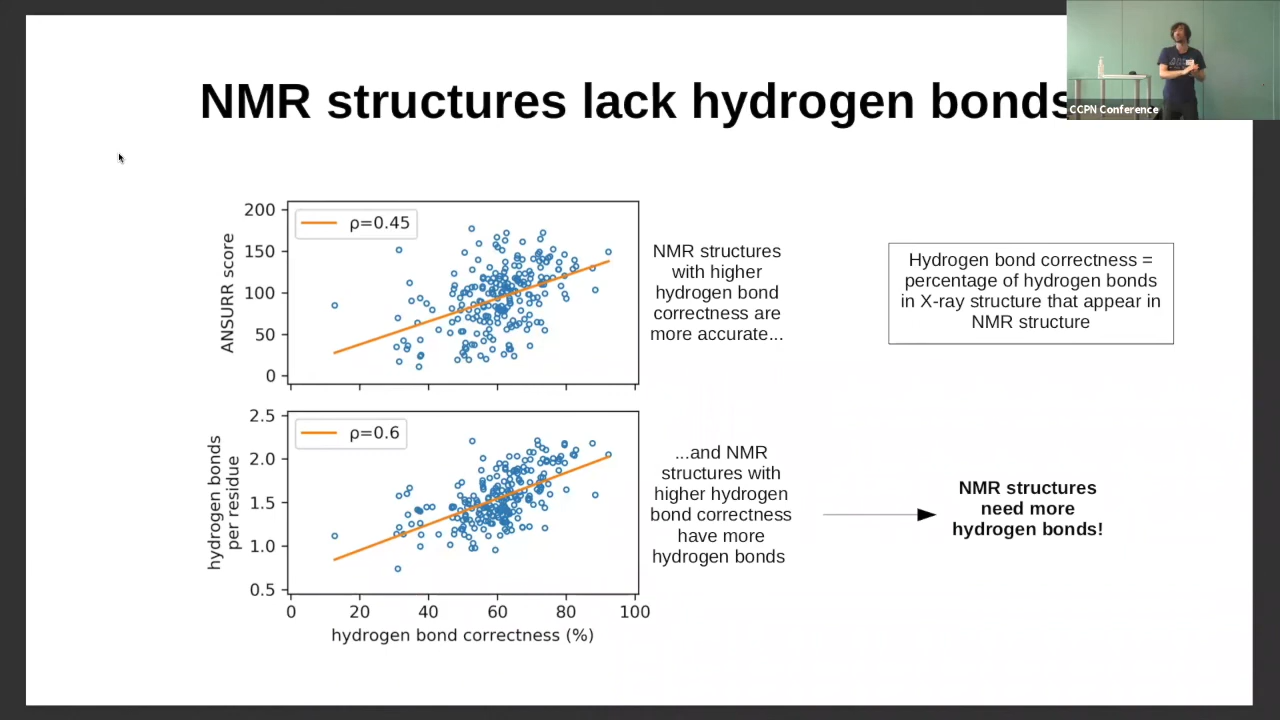 NMR structures lack hydrogen bonds
CCPN Conference
200
150
100
50
0
ANSURR score
ρ=0.45
NMR structures
with higher
hydrogen bond
correctness are
more accurate...
Hydrogen bond correctness =
percentage of hydrogen bonds
in X-ray structure that appear in
NMR structure
2.5
2.0
1.5
1.0
0.5
hydrogen bonds
per residue
ρ=0.6
0 20 40 60 80 100
hydrogen bond correctness (%)
...and NMR
structures with
higher hydrogen
bond correctness
have more
hydrogen bonds
NMR structures
need more
hydrogen bonds!